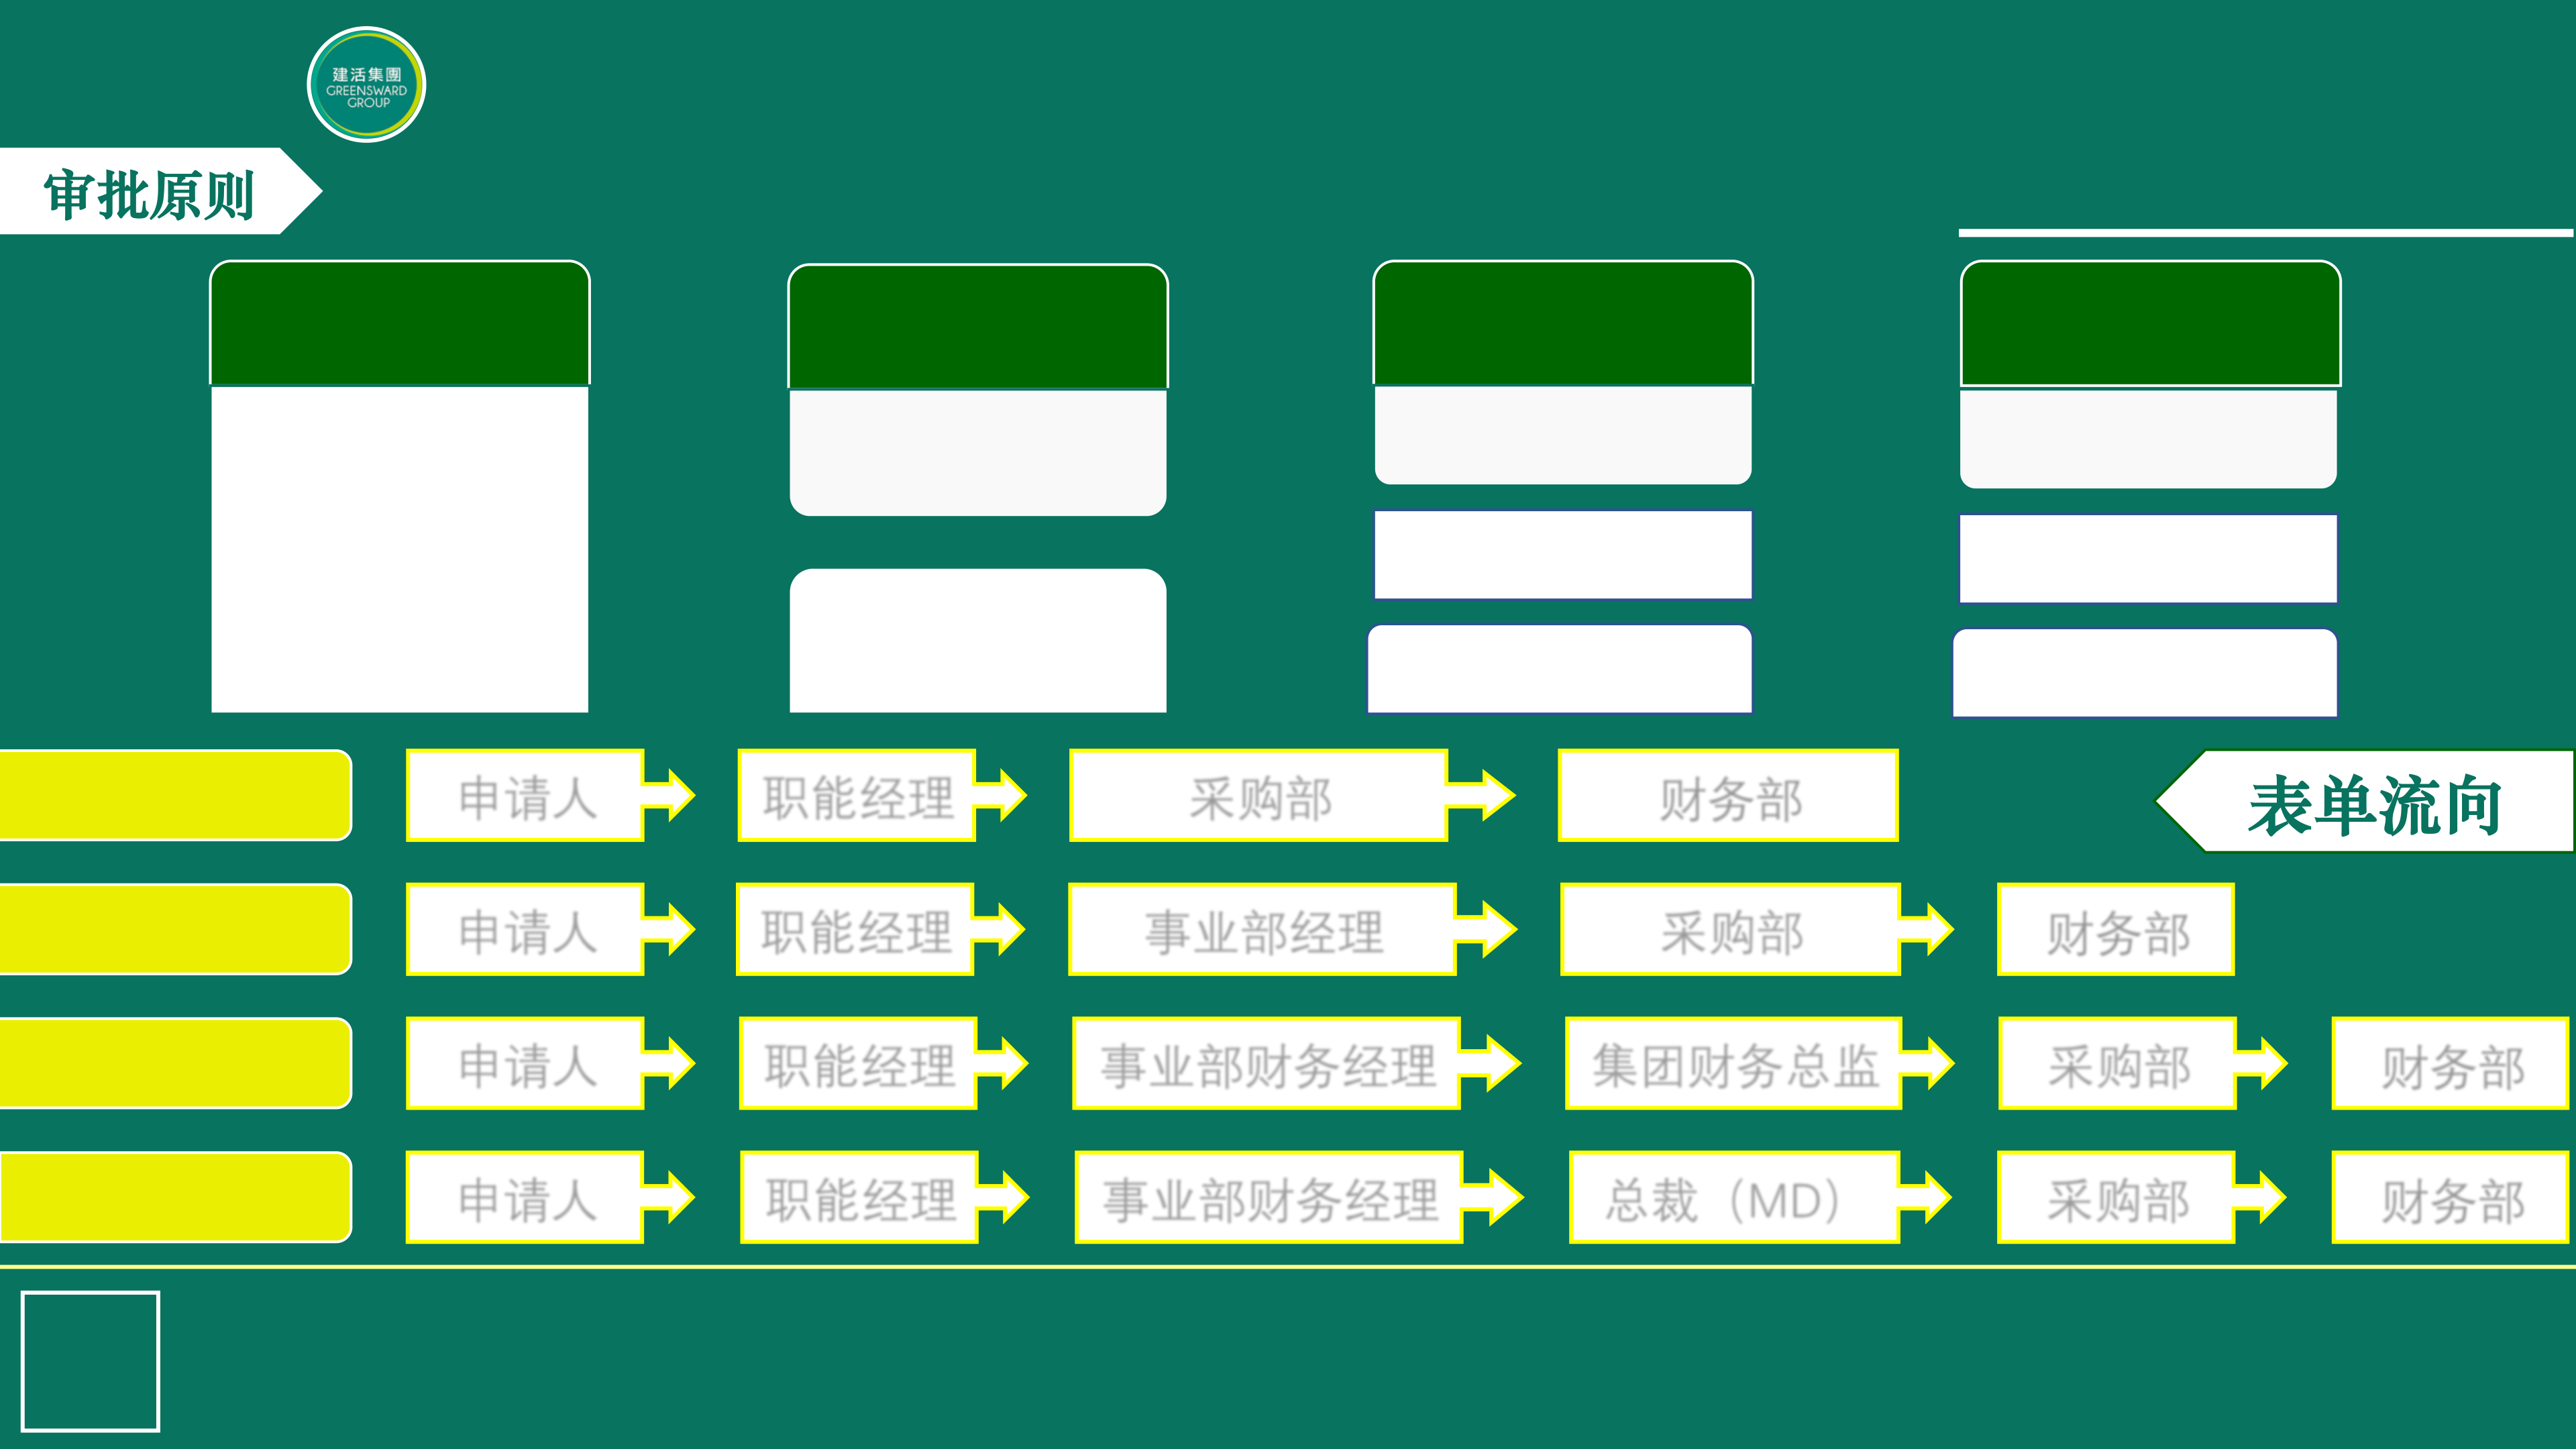 建活集團
GREENSWARD
GROUP
审批原则
申请人 职能经理 采购部 财务部
表单流向
申请人 职能经理 事业部经理 采购部 财务部
申请人 职能经理 事业部财务经理 集团财务总监 采购部 财务部
申请人 职能经理 事业部财务经理 总裁（MD） 采购部 财务部